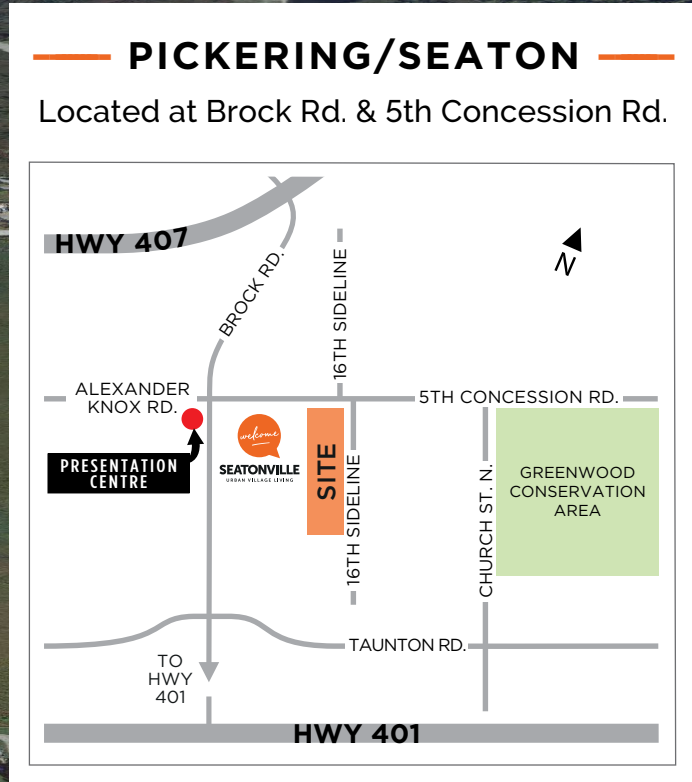 PICKERING/SEATON
Located at Brock Rd. & 5th Concession Rd.
HWY 407
N
BROCK RD.
16TH SIDELINE
ALEXANDER
KNOX RD.
5TH CONCESSION RD.
welcome
SEATONVILLE
URBAN VILLAGE LIVING
PRESENTATION
CENTRE
SITE
16TH SIDELINE
CHURCH ST. N.
GREENWOOD
CONSERVATION
AREA
TAUNTON RD.
TO
HWY
401
HWY 401